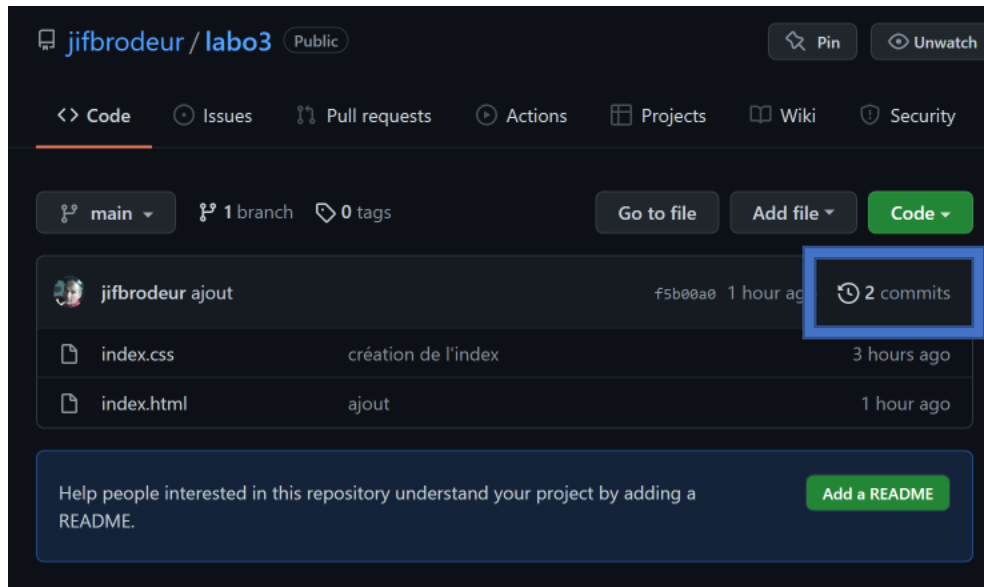 jifbrodeur / labo3 Public Pin Unwatch
<> Code Issues Pull requests Actions Projects Wiki Security
main 1 branch 0 tags Go to file Add file Code
jifbrodeur ajout f5b00a0 1 hour ag 2 commits
index.css création de l'index 3 hours ago
index.html ajout 1 hour ago
Help people interested in this repository understand your project by adding a
README.
Add a README